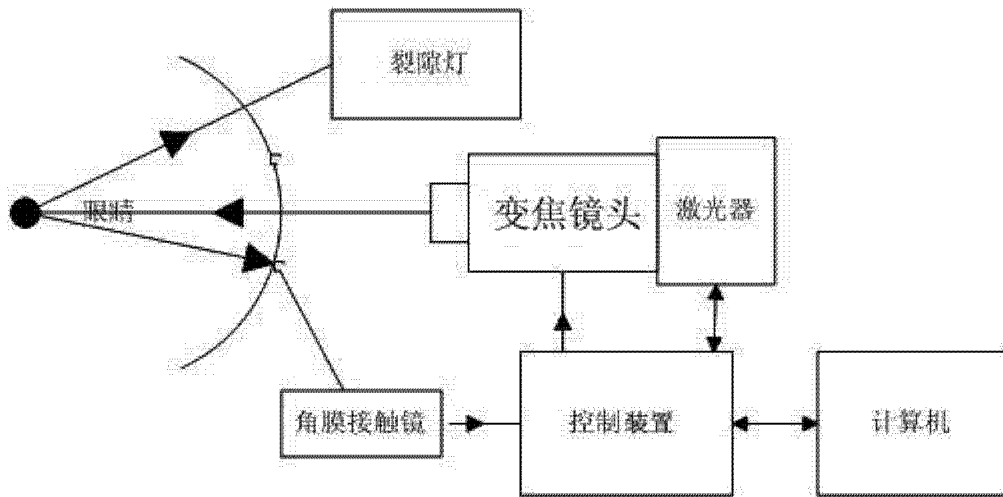 裂隙灯
眼睛
变焦镜头
激光器
角膜接触镜
控制装置
计算机